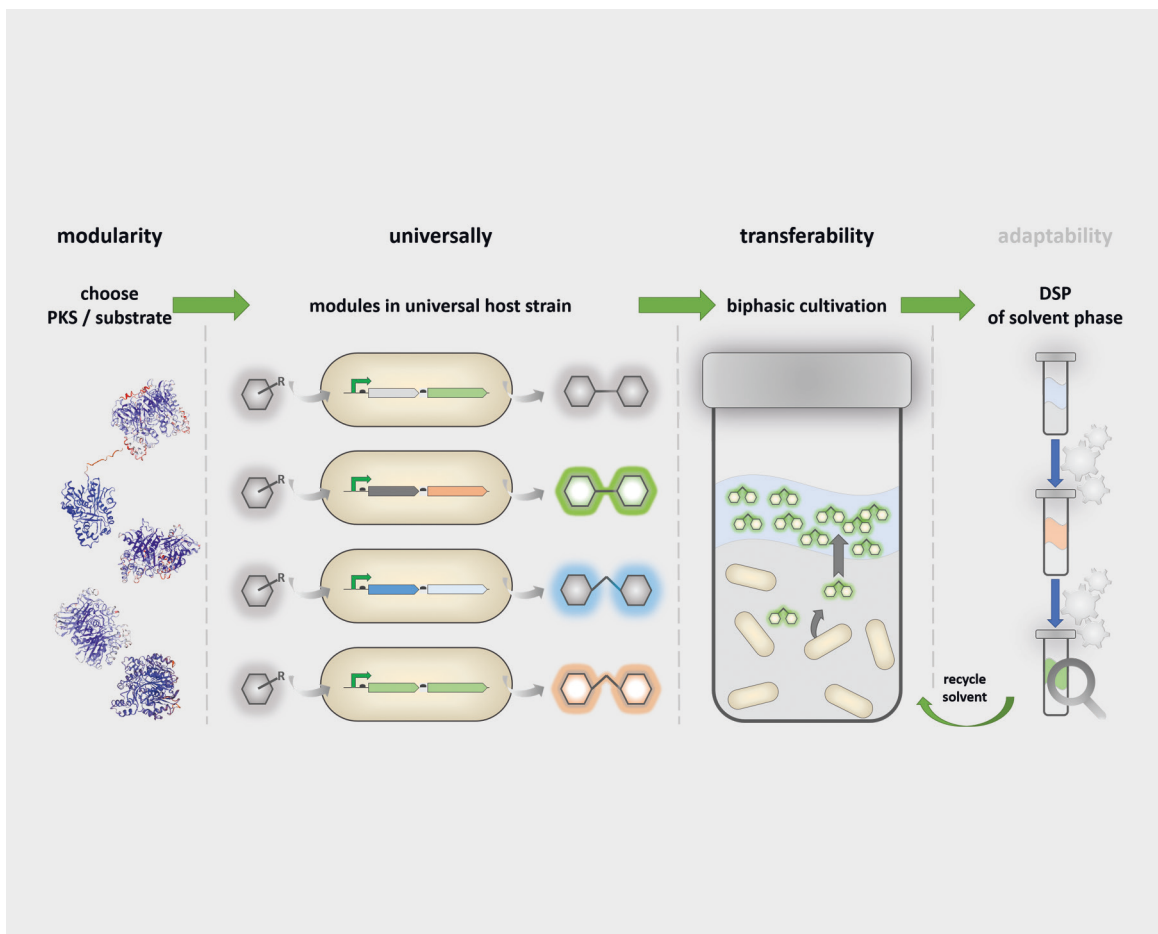 modularity
universally
transferability
adaptability
choose
PKS / substrate
modules in universal host strain
biphasic cultivation
DSP
of solvent phase
R
R
R
R
recycle
solvent